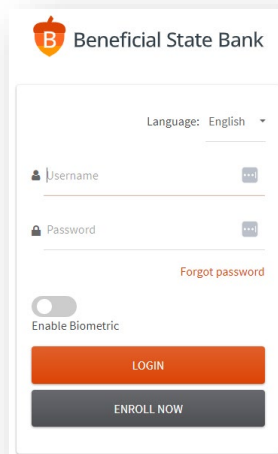 B Beneficial State Bank
Language: English
Username
Password
Forgot password
Enable Biometric
LOGIN
ENROLL NOW